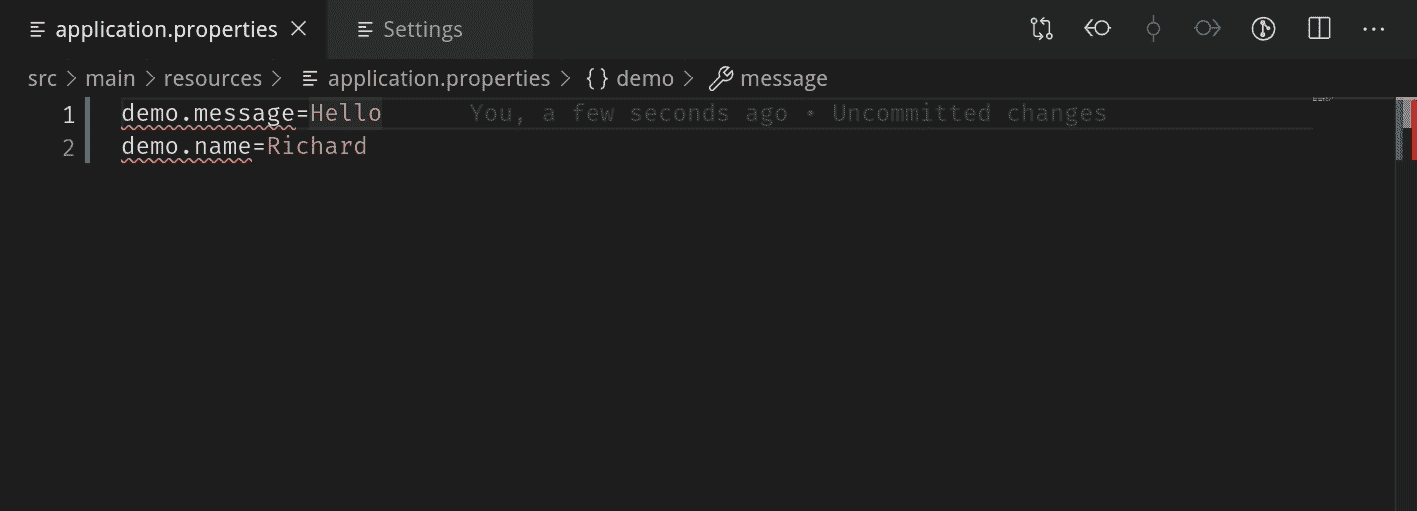 application.properties Settings
src main resources application.properties {} demo message
1 demo.message=Hello You, a few seconds ago • Uncommitted changes
2 demo.name=Richard